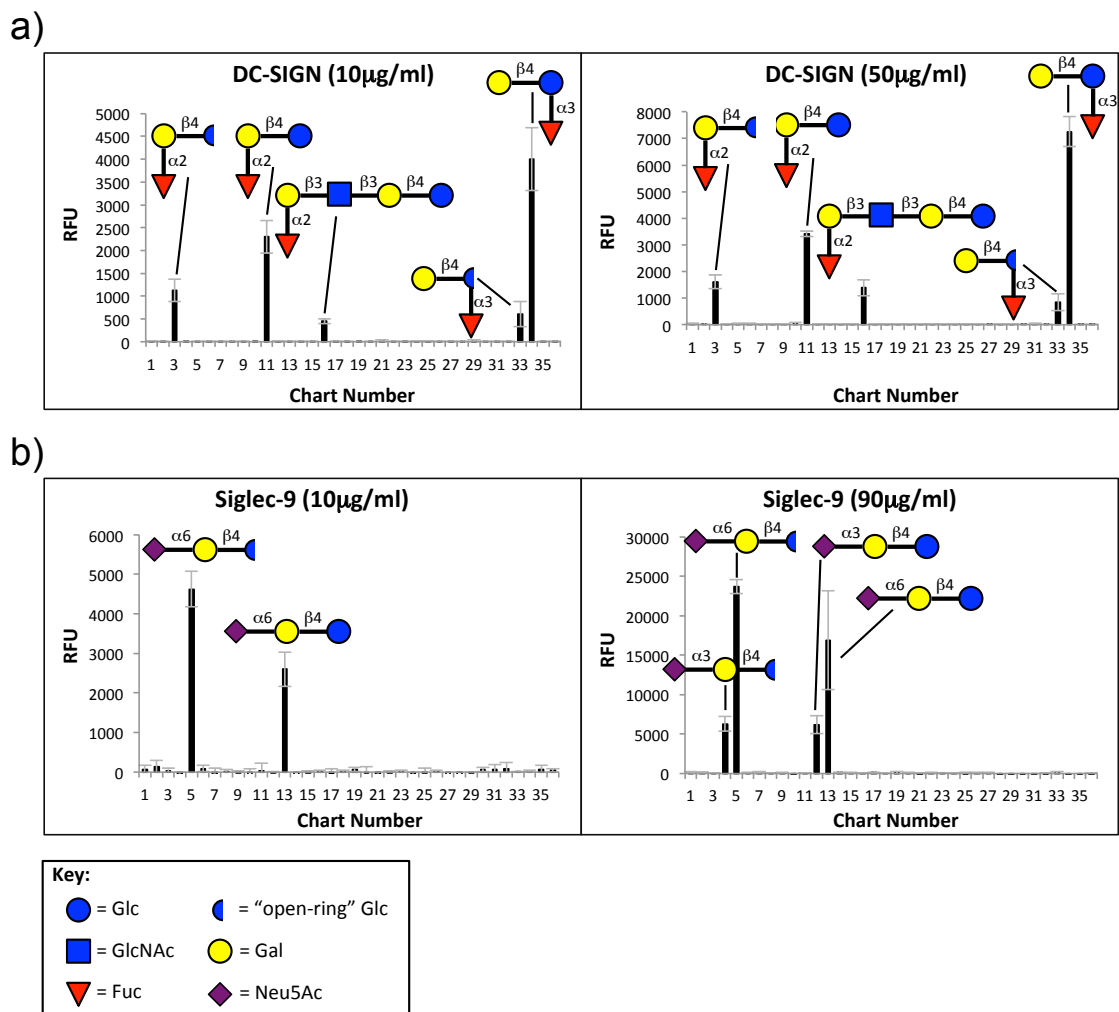 a)
DC-SIGN (10µg/ml)
5000
4500
4000
3500
3000
2500
2000
1500
1000
500
0
RFU
β4
α2
β4
α2
β3 β3 β4
α2
β4
α3
β4
α3
1 3 5 7 9 11 13 15 17 19 21 23 25 27 29 31 33 35
Chart Number
DC-SIGN (50µg/ml)
8000
7000
6000
5000
4000
3000
2000
1000
0
RFU
β4
α2
β4
α2
β3 β3 β4
α2
β4
α3
β4
α3
1 3 5 7 9 11 13 15 17 19 21 23 25 27 29 31 33 35
Chart Number
b)
Siglec-9 (10µg/ml)
6000
5000
4000
3000
2000
1000
0
RFU
α6 β4
α6 β4
1 3 5 7 9 11 13 15 17 19 21 23 25 27 29 31 33 35
Chart Number
Siglec-9 (90µg/ml)
30000
25000
20000
15000
10000
5000
0
RFU
α6 β4
α3 β4
α6 β4
α3 β4
1 3 5 7 9 11 13 15 17 19 21 23 25 27 29 31 33 35
Chart Number
Key:
= Glc
= "open-ring" Glc
= GlcNAc
= Gal
= Fuc
= Neu5Ac